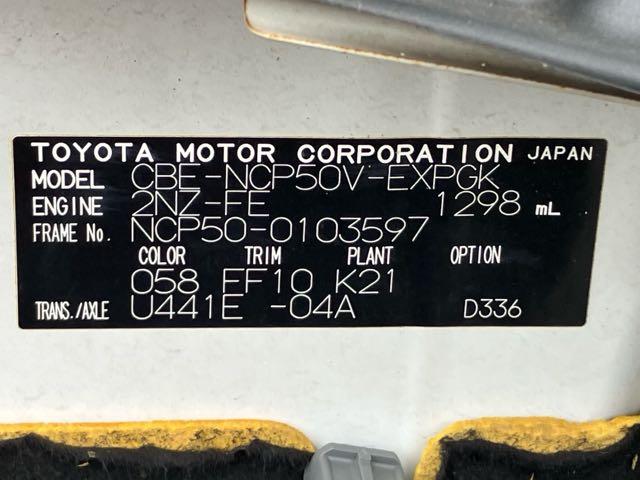 TOYOTA MOTOR CORPORATION JAPAN
MODEL CBE-NCP50V-EXPGK
ENGINE 2NZ-FE 1298 mL
FRAME No. NCP50-0103597
COLOR TRIM PLANT OPTION
058 EF10 K21
TRANS./AXLE U441E -04A D336